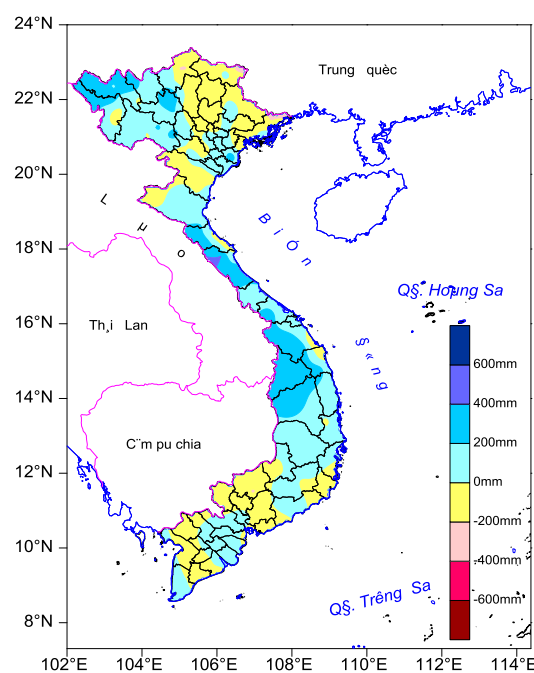 24°N
Trung quèc
22°N
20°N
L µ o
18°N
B i Ó n
Q§. Hoµng Sa
16°N
Th¸i Lan
§ « n g
600mm
14°N
400mm
200mm
C¨m pu chia
12°N
0mm
-200mm
10°N
-400mm
-600mm
Q§. Tr­êng Sa
8°N
102°E 104°E 106°E 108°E 110°E 112°E 114°E